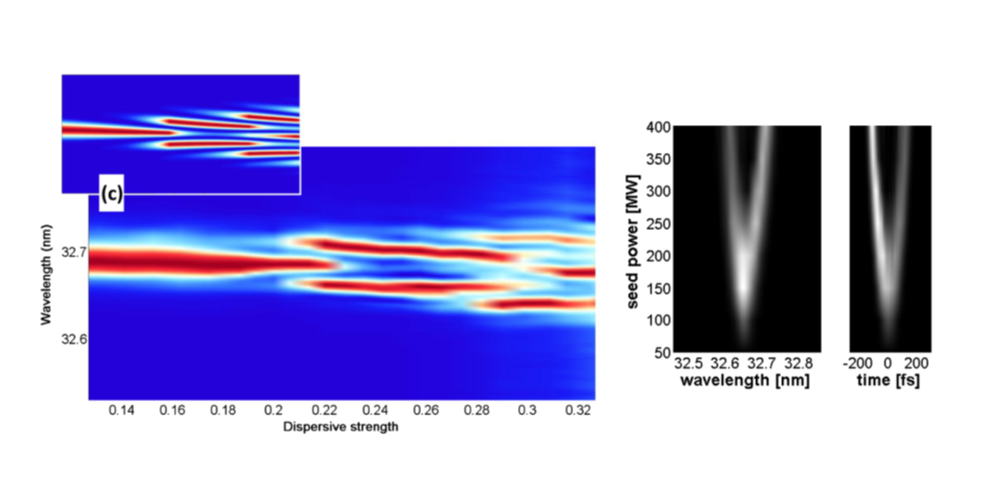 (c)
Wavelength (nm)
32.7
32.6
0.14 0.16 0.18 0.2 0.22 0.24 0.26 0.28 0.3 0.32
Dispersive strength
seed power [MW]
400
350
300
250
200
150
100
50
32.5 32.6 32.7 32.8
wavelength [nm]
-200 0 200
time [fs]